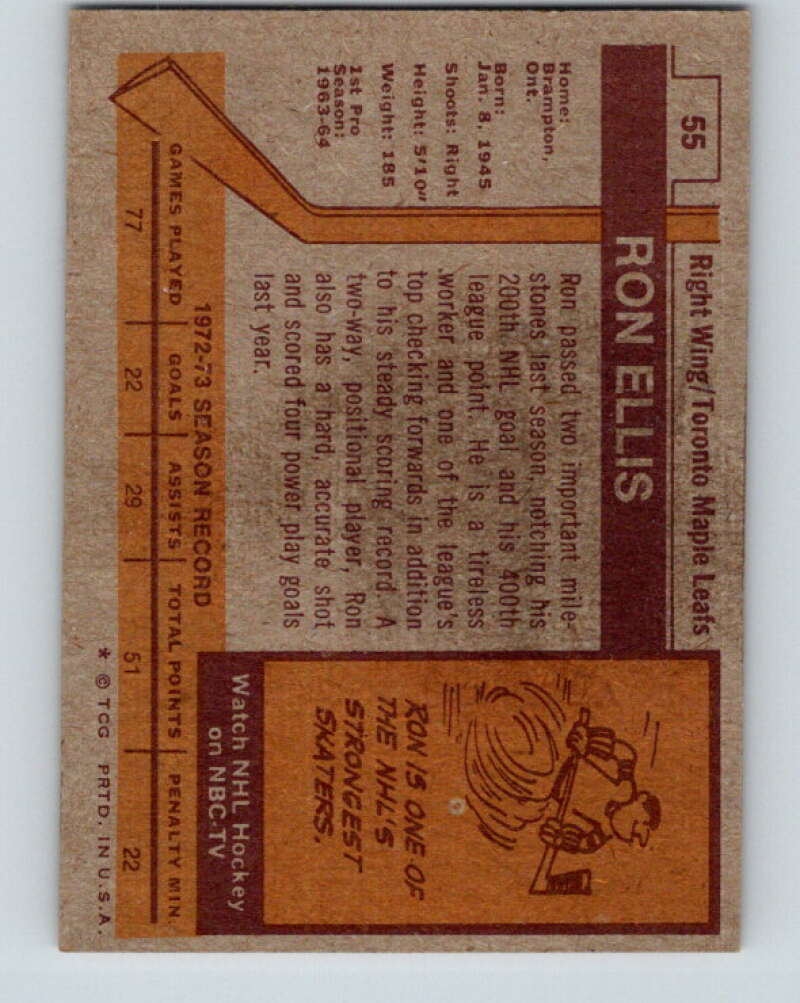 55
Right Wing/Toronto Maple Leafs
RON ELLIS
Home:
Brampton,
Ont.
Born:
Jan. 8, 1945
Shoots: Right
Height: 5'10"
Weight: 185
1st Pro
Season:
1963-64
Ron passed two important mile-
stones last season, notching his
200th NHL goal and his 400th
league point. He is a tireless
worker and one of the league's
top checking forwards in addition
to his steady scoring record. A
two-way, positional player, Ron
also has a hard, accurate shot
and scored four power play goals
last year.
RON IS ONE OF
THE NHL'S
STRONGEST
SKATERS.
Watch NHL Hockey
on NBC-TV
1972-73 SEASON RECORD
GAMES PLAYED GOALS ASSISTS TOTAL POINTS PENALTY MIN.
77 22 29 51 22
* © TCG PRTD. IN U.S.A.